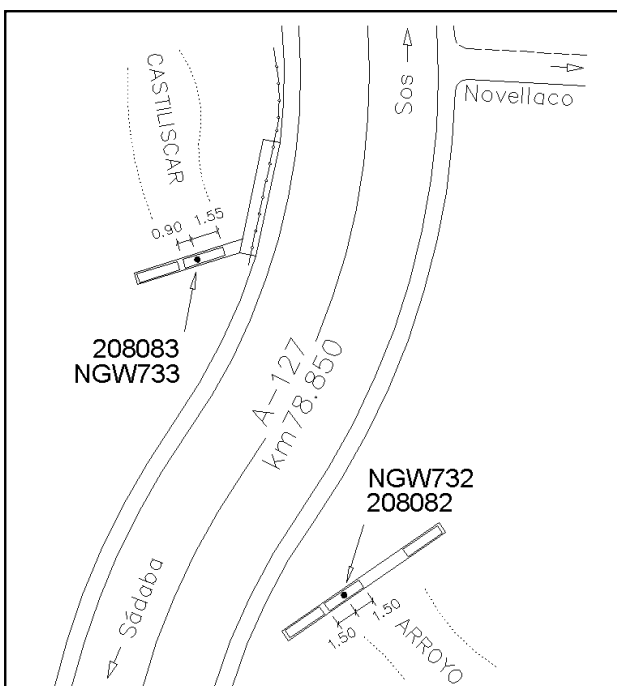 CASTILISCAR
Sos
Novellaco
0.90
1.55
208083
NGW733
A-127
km78.850
NGW732
208082
Sádaba
1.50
1.50
ARROYO